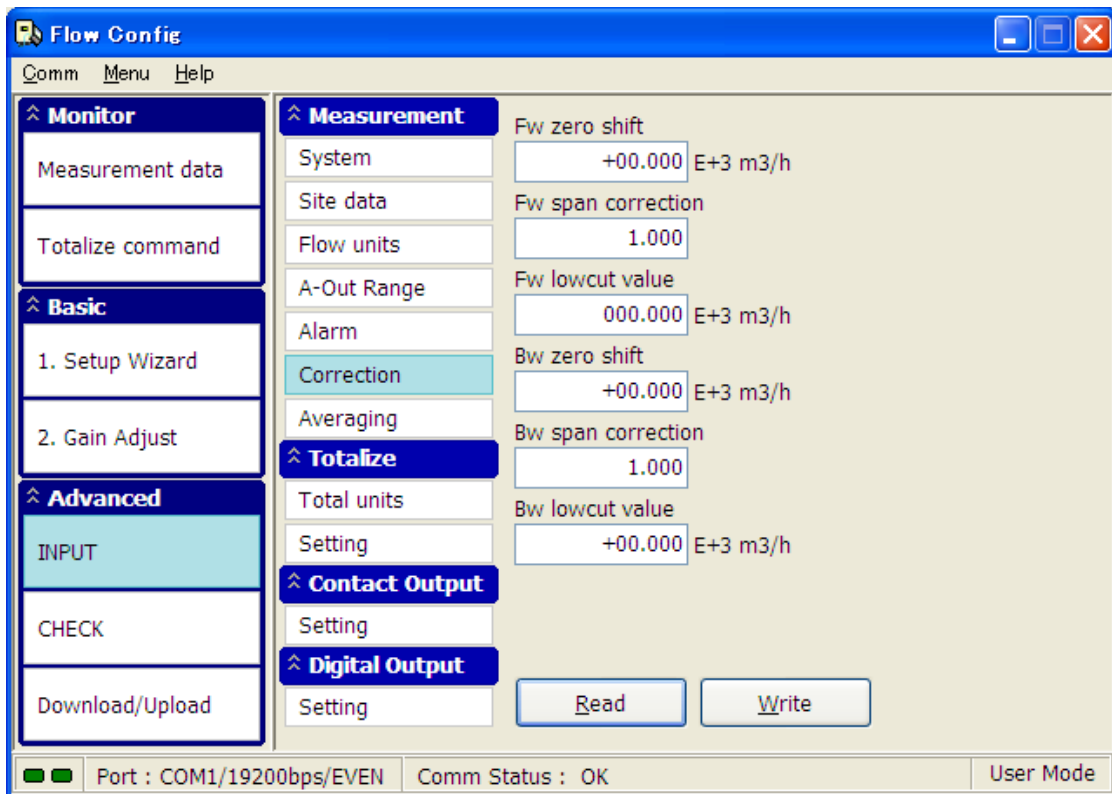 Flow Config
Comm Menu Help
Monitor
Measurement data
Totalize command
Basic
1. Setup Wizard
2. Gain Adjust
Advanced
INPUT
CHECK
Download/Upload
Measurement
System
Site data
Flow units
A-Out Range
Alarm
Correction
Averaging
Totalize
Total units
Setting
Contact Output
Setting
Digital Output
Setting
Fw zero shift
+00.000 E+3 m3/h
Fw span correction
1.000
Fw lowcut value
000.000 E+3 m3/h
Bw zero shift
+00.000 E+3 m3/h
Bw span correction
1.000
Bw lowcut value
+00.000 E+3 m3/h
Read Write
Port : COM1/19200bps/EVEN Comm Status : OK User Mode